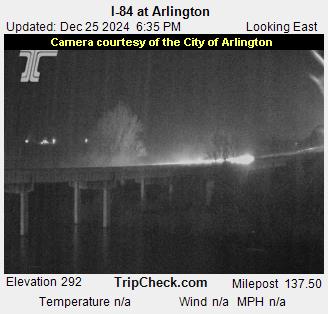 I-84 at Arlington
Updated: Dec 25 2024 6:35 PM Looking East
Camera courtesy of the City of Arlington
Elevation 292 TripCheck.com Milepost 137.50
Temperature n/a Wind n/a MPH n/a